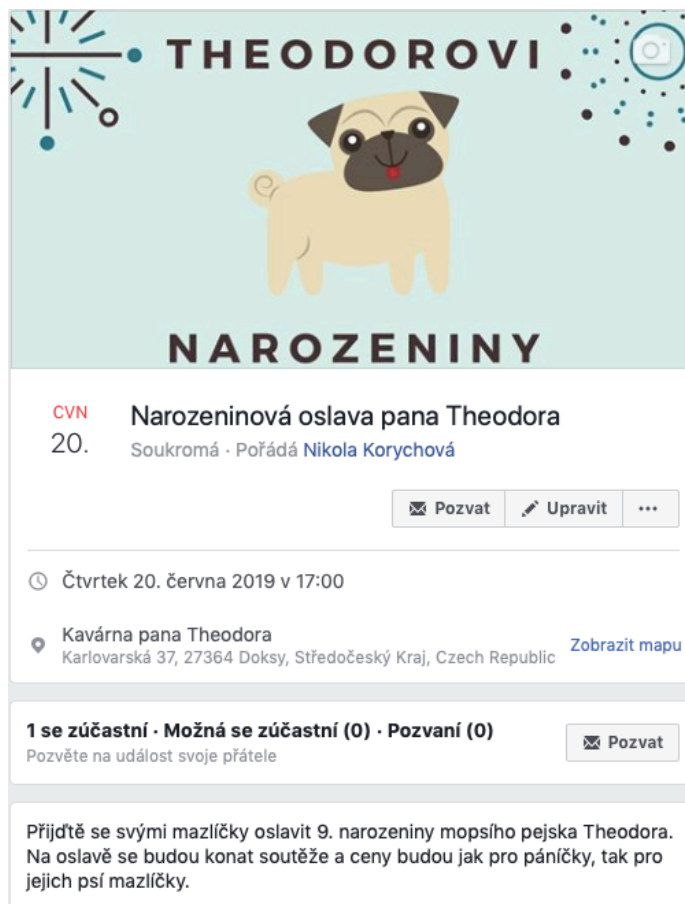 THEODOROVI
NAROZENINY
ČVN
20.
Narozeninová oslava pana Theodora
Soukromá · Pořádá Nikola Korychová
Pozvat
Upravit
···
Čtvrtek 20. června 2019 v 17:00
Kavárna pana Theodora
Karlovarská 37, 27364 Doksy, Středočeský Kraj, Czech Republic
Zobrazit mapu
1 se zúčastní · Možná se zúčastní (0) · Pozvaní (0)
Pozvěte na událost svoje přátele
Pozvat
Přijďtě se svými mazlíčky oslavit 9. narozeniny mopsího pejska Theodora.
Na oslavě se budou konat soutěže a ceny budou jak pro páníčky, tak pro
jejich psí mazlíčky.